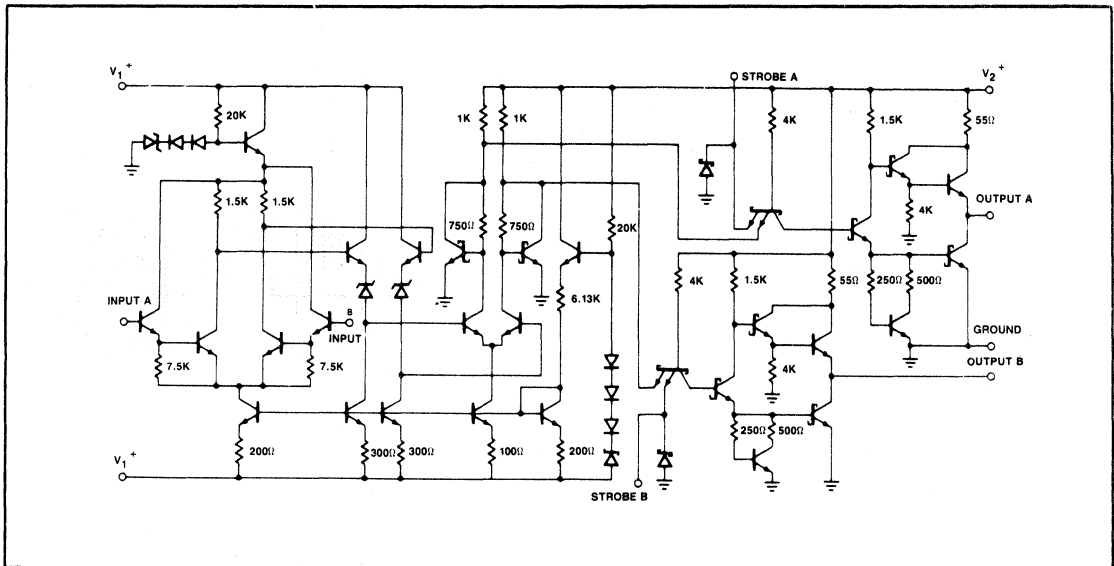 V1+
STROBE A
V2+
20K
1K
1K
4K
1.5K
55Ω
1.5K
1.5K
750Ω
750Ω
20K
4K
OUTPUT A
4K
1.5K
55Ω
250Ω
500Ω
6.13K
INPUT A
B
INPUT
GROUND
OUTPUT B
7.5K
7.5K
4K
250Ω
500Ω
200Ω
300Ω
300Ω
100Ω
200Ω
V1+
STROBE B